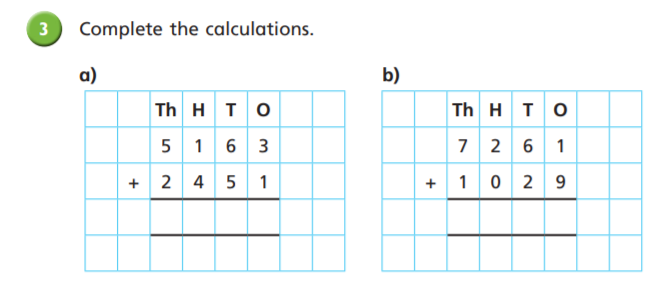 3 Complete the calculations.
a)
Th H T O
5 1 6 3
+ 2 4 5 1
b)
Th H T O
7 2 6 1
+ 1 0 2 9